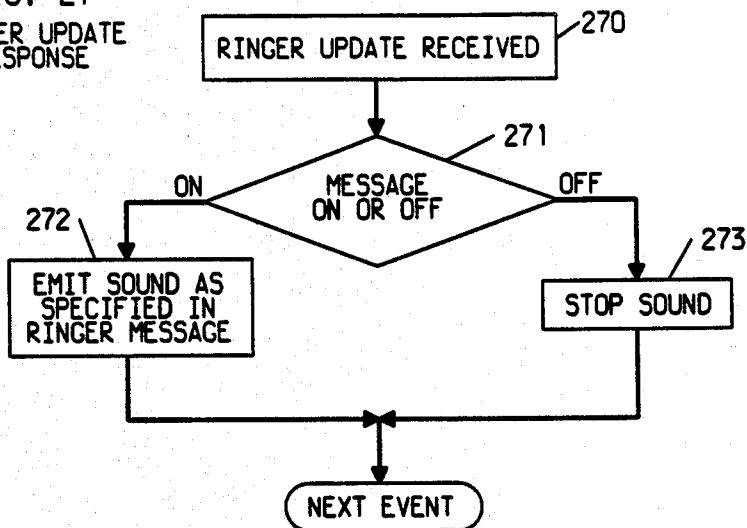 ER UPDATE
RINGER UPDATE RECEIVED
270
271
MESSAGE
ON OR OFF
ON
OFF
272
EMIT SOUND AS
SPECIFIED IN
RINGER MESSAGE
273
STOP SOUND
NEXT EVENT